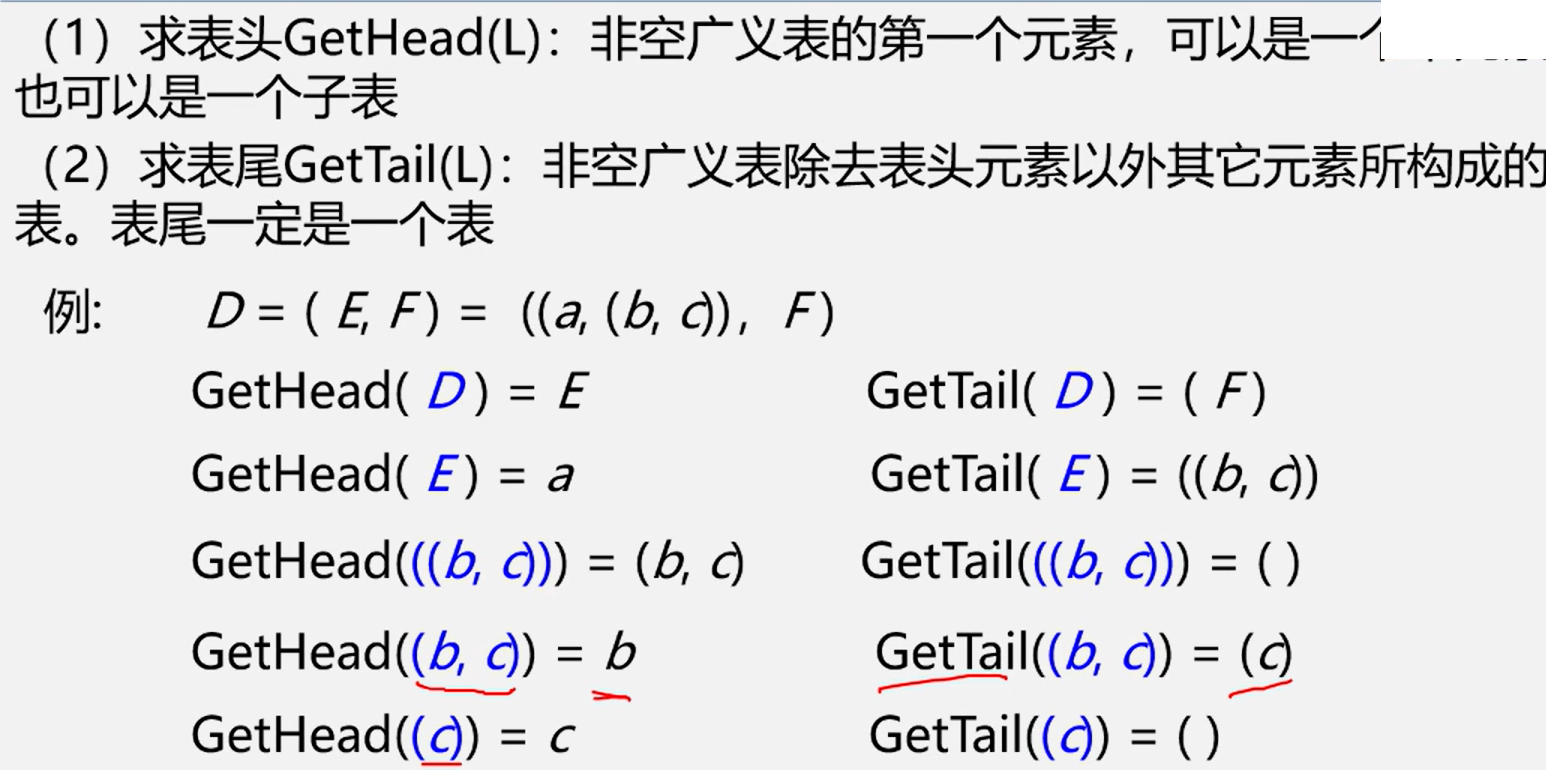 （1）求表头GetHead(L)：非空广义表的第一个元素，可以是一
也可以是一个子表
（2）求表尾GetTail(L)：非空广义表除去表头元素以外其它元素所构成的
表。表尾一定是一个表
例: D = ( E, F ) = ((a, (b, c))，F )
GetHead( D ) = E GetTail( D ) = ( F )
GetHead( E ) = a GetTail( E ) = ((b, c))
GetHead(((b, c))) = (b, c) GetTail(((b, c))) = ( )
GetHead((b, c)) = b GetTail((b, c)) = (c)
GetHead((c)) = c GetTail((c)) = ( )